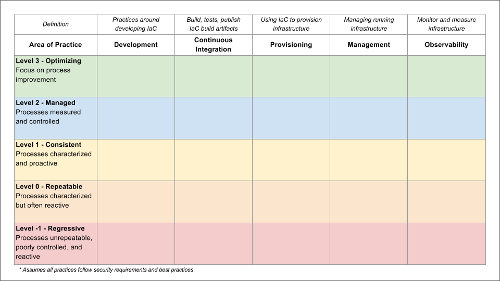 Definition
Practices around
developing IaC
Build, tests, publish
IaC build artifacts
Using IaC to provision
infrastructure
Managing running
infrastructure
Monitor and measure
infrastructure
Area of Practice
Development
Continuous
Integration
Provisioning
Management
Observability
Level 3 - Optimizing
Focus on process
improvement
Level 2 - Managed
Processes measured
and controlled
Level 1 - Consistent
Processes characterized
and proactive
Level 0 - Repeatable
Processes characterized
but often reactive
Level -1 - Regressive
Processes unrepeatable,
poorly controlled, and
reactive
* Assumes all practices follow security requirements and best practices